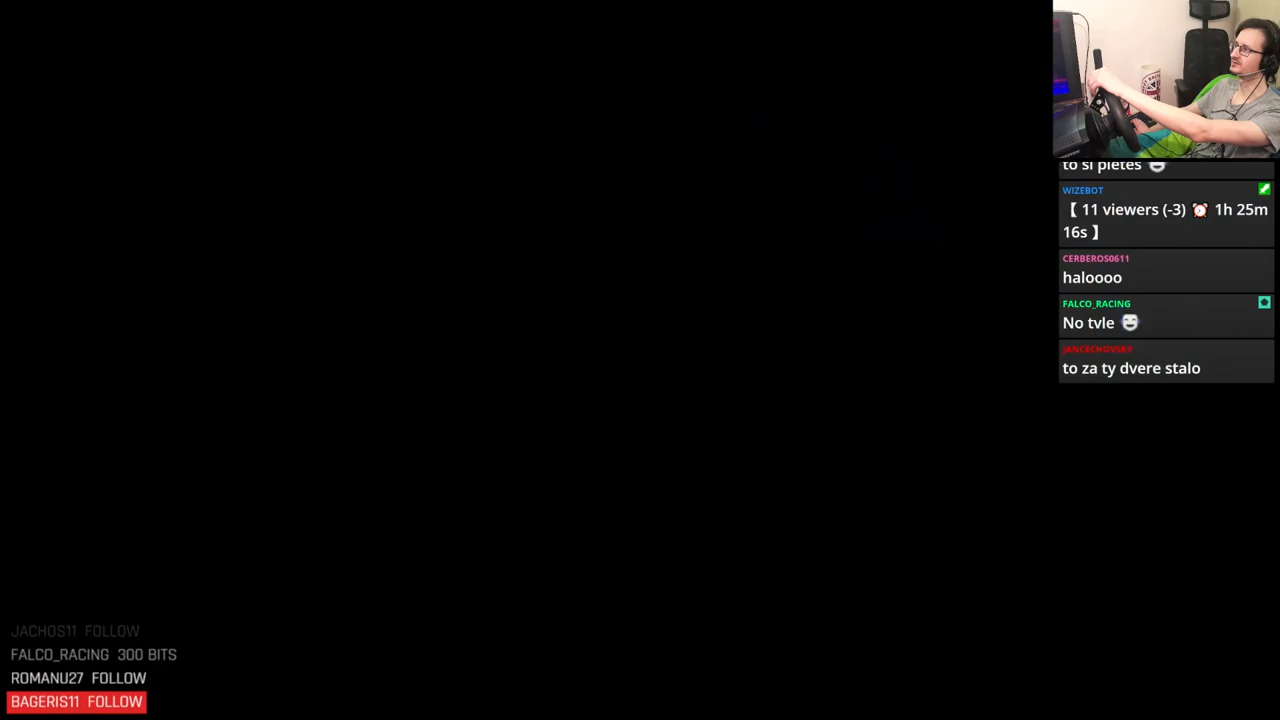 to si pletes
WIZEBOT
【 11 viewers (-3) ⏰ 1h 25m
16s 】
CERBEROS0611
haloooo
FALCO_RACING
No tvle
JANCECHOVSKY
to za ty dvere stalo
JACHOS11 FOLLOW
FALCO_RACING 300 BITS
ROMANU27 FOLLOW
BAGERIS11 FOLLOW